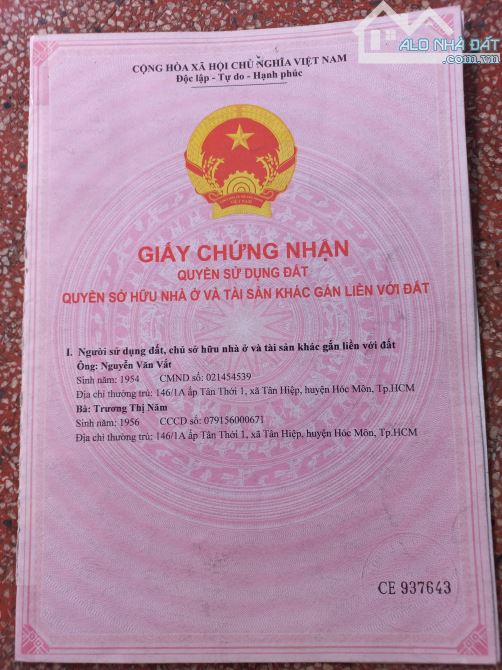 ALO NHÀ ĐẤT
.com.vn
CỘNG HÒA XÃ HỘI CHỦ NGHĨA VIỆT NAM
Độc lập - Tự do - Hạnh phúc
VIỆT NAM
GIẤY CHỨNG NHẬN
QUYỀN SỬ DỤNG ĐẤT
QUYỀN SỞ HỮU NHÀ Ở VÀ TÀI SẢN KHÁC GẮN LIỀN VỚI ĐẤT
I. Người sử dụng đất, chủ sở hữu nhà ở và tài sản khác gắn liền với đất
Ông: Nguyễn Văn Vắt
Sinh năm: 1954 CMND số: 021454539
Địa chỉ thường trú: 146/1A ấp Tân Thới 1, xã Tân Hiệp, huyện Hóc Môn, Tp.HCM
Bà: Trương Thị Năm
Sinh năm: 1956 CCCD số: 079156000671
Địa chỉ thường trú: 146/1A ấp Tân Thới 1, xã Tân Hiệp, huyện Hóc Môn, Tp.HCM
CE 937643